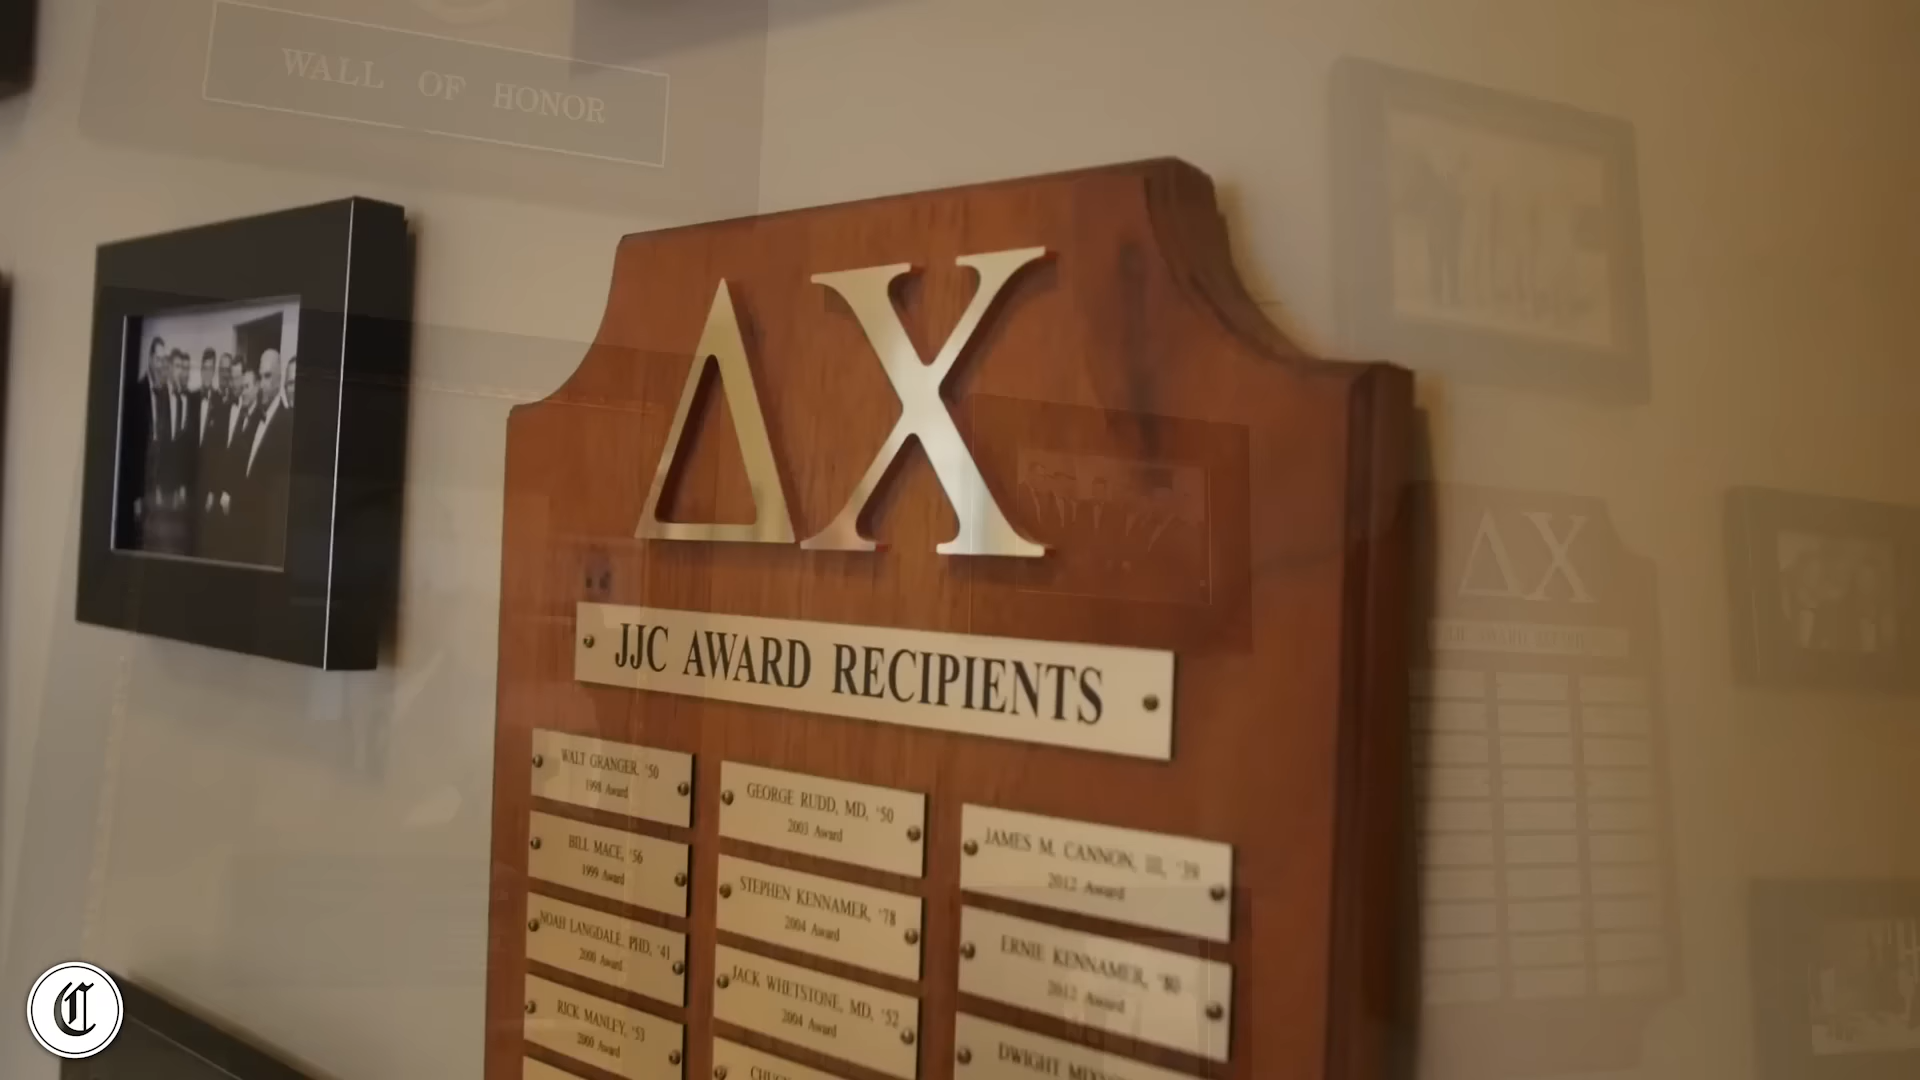 WALL OF HONOR
ΔΧ
JJC AWARD RECIPIENTS
WALT GRANGER, '50
1998 Award
BILL MACE, '56
1999 Award
NOAH LANGDALE, PHD, '41
2000 Award
RICK MANLEY, '53
2000 Award
GEORGE RUDD, MD, '50
2003 Award
STEPHEN KENNAMER, '78
2004 Award
JACK WHETSTONE, MD, '52
2004 Award
JAMES M. CANNON, III, '39
2012 Award
ERNIE KENNAMER, '80
2012 Award
DWIGHT
ΔΧ
C